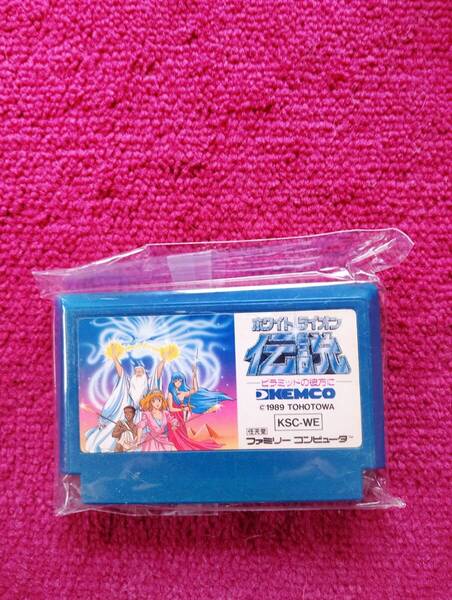 ホワイトライオン
伝説
ピラミッドの彼方に
KEMCO
© 1989 TOHOTOWA
KSC-WE
任天堂
ファミリー コンピュータ™